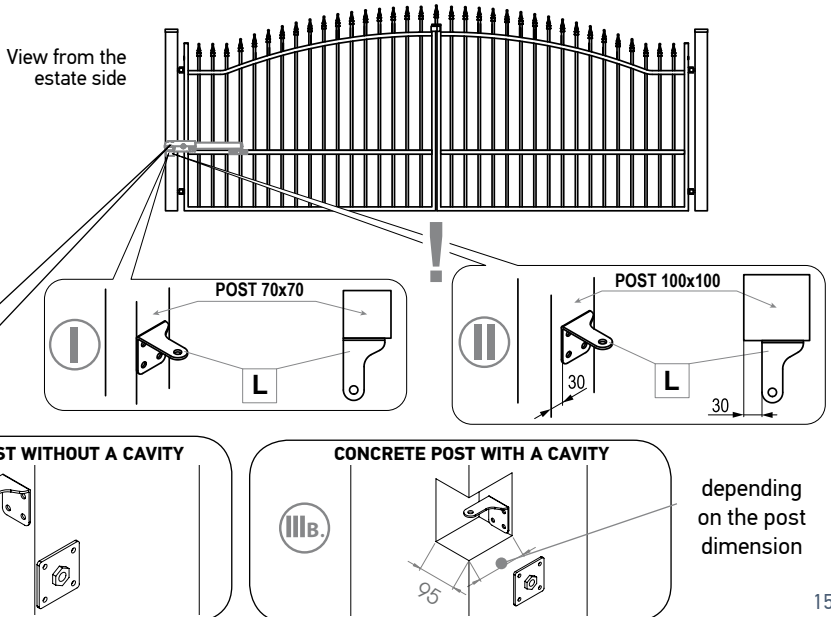 View from the
estate side
!
POST 70x70
I
L
POST 100x100
II
30
L
30
ST WITHOUT A CAVITY
CONCRETE POST WITH A CAVITY
IIIB.
95
depending
on the post
dimension
15